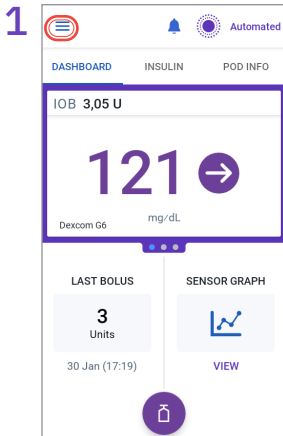 1
Automated
DASHBOARD INSULIN POD INFO
IOB 3,05 U
121
mg/dL
Dexcom G6
LAST BOLUS
3
Units
30 Jan (17:19)
SENSOR GRAPH
VIEW